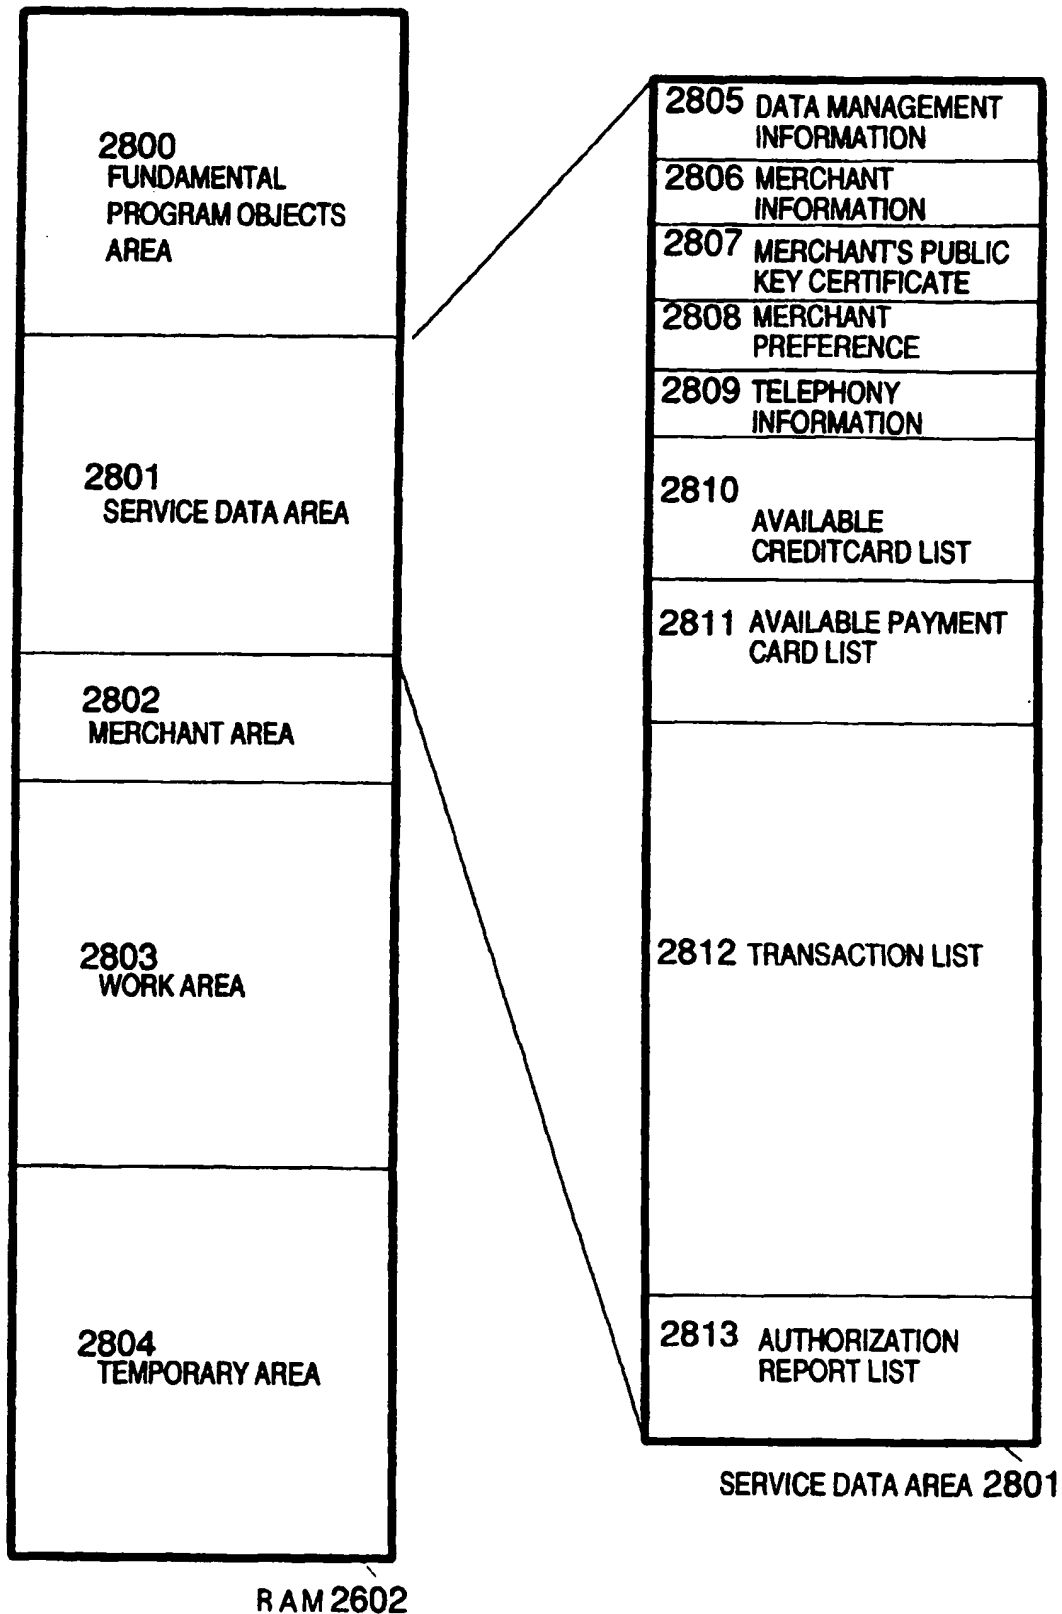 2800
FUNDAMENTAL
PROGRAM OBJECTS
AREA
2801
SERVICE DATA AREA
2802
MERCHANT AREA
2803
WORK AREA
2804
TEMPORARY AREA
RAM 2602
2805 DATA MANAGEMENT
INFORMATION
2806 MERCHANT
INFORMATION
2807 MERCHANT'S PUBLIC
KEY CERTIFICATE
2808 MERCHANT
PREFERENCE
2809 TELEPHONY
INFORMATION
2810
AVAILABLE
CREDITCARD LIST
2811 AVAILABLE PAYMENT
CARD LIST
2812 TRANSACTION LIST
2813 AUTHORIZATION
REPORT LIST
SERVICE DATA AREA 2801